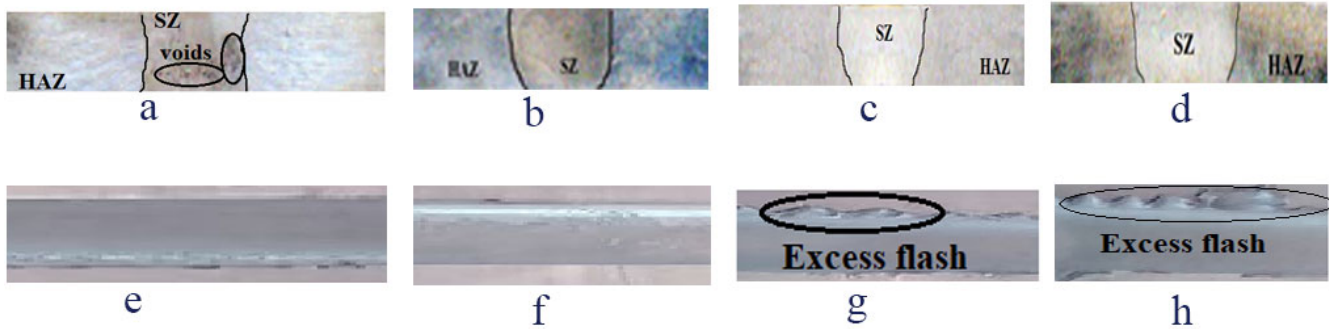 SZ
voids
HAZ
a
HAZ
SZ
b
SZ
HAZ
c
SZ
HAZ
d
e
f
Excess flash
g
Excess flash
h